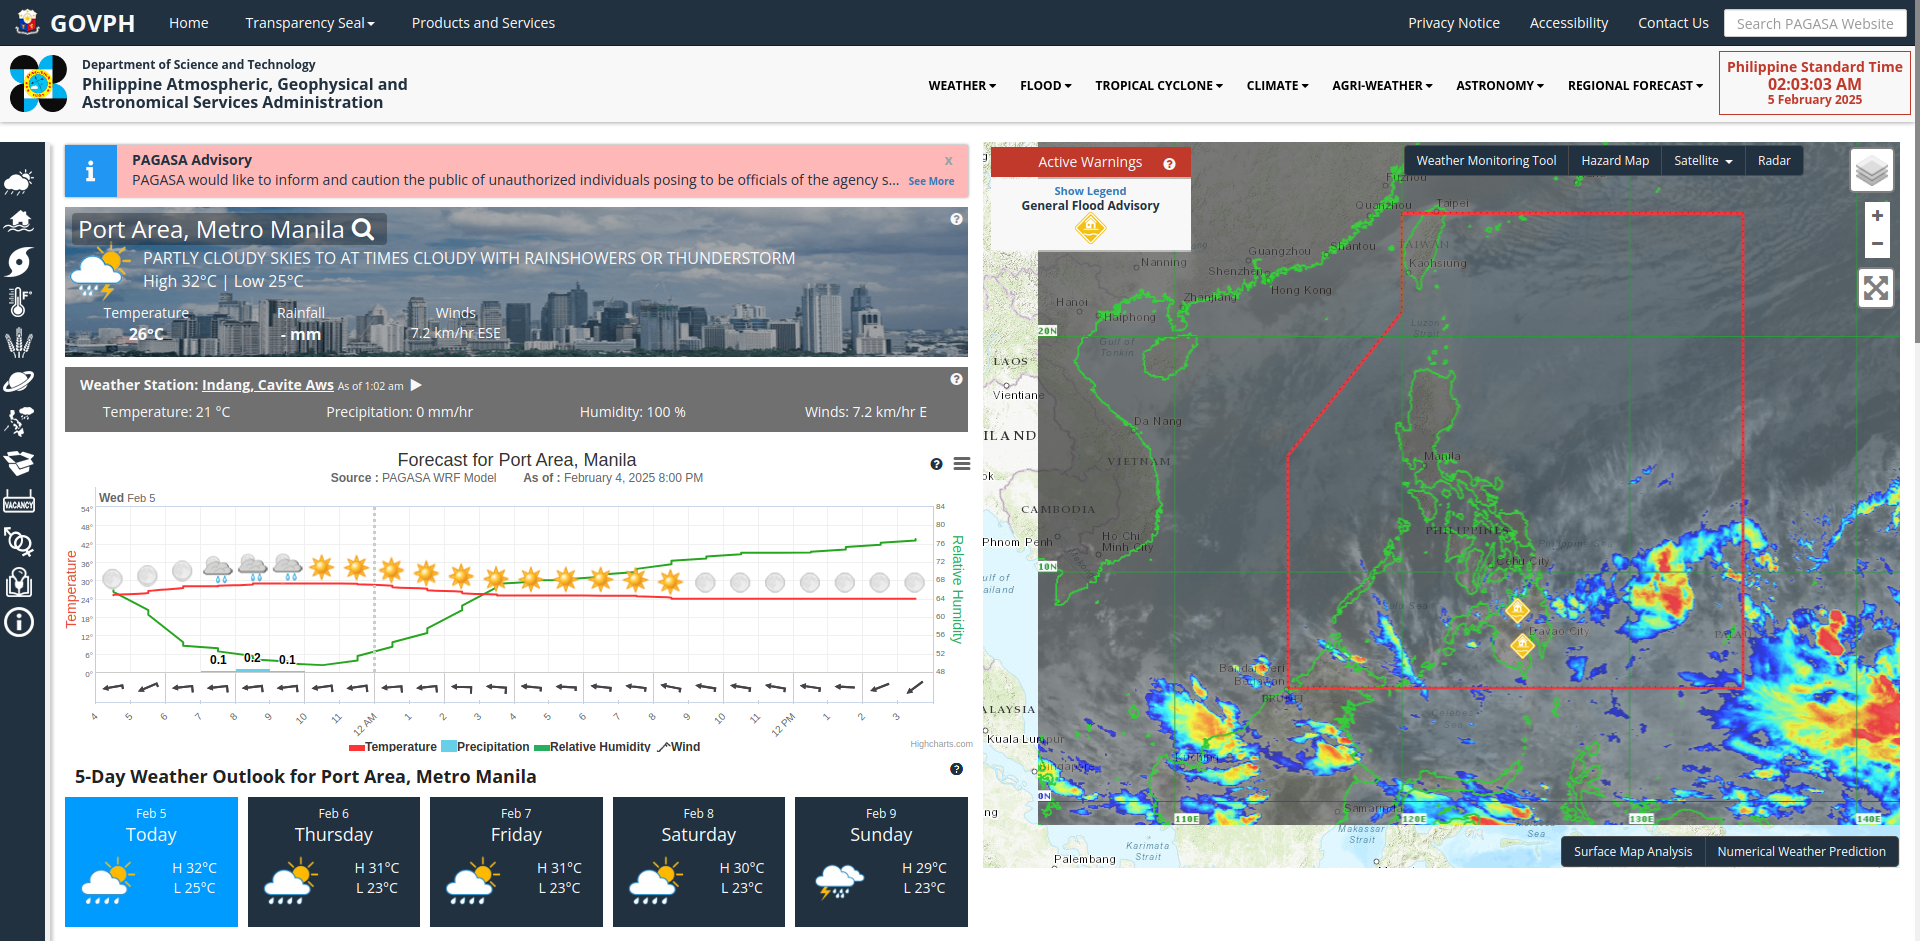 GOVPH
Home
Transparency Seal
Products and Services
Privacy Notice
Accessibility
Contact Us
Search PAGASA Website
Department of Science and Technology
Philippine Atmospheric, Geophysical and
Astronomical Services Administration
WEATHER
FLOOD
TROPICAL CYCLONE
CLIMATE
AGRI-WEATHER
ASTRONOMY
REGIONAL FORECAST
Philippine Standard Time
02:03:03 AM
5 February 2025
PAGASA Advisory
x
PAGASA would like to inform and caution the public of unauthorized individuals posing to be officials of the agency s... See More
Port Area, Metro Manila
PARTLY CLOUDY SKIES TO AT TIMES CLOUDY WITH RAINSHOWERS OR THUNDERSTORM
High 32°C | Low 25°C
Temperature
26°C
Rainfall
- mm
Winds
7.2 km/hr ESE
Weather Station: Indang, Cavite Aws As of 1:02 am
Temperature: 21 °C
Precipitation: 0 mm/hr
Humidity: 100 %
Winds: 7.2 km/hr E
Forecast for Port Area, Manila
Source : PAGASA WRF Model As of : February 4, 2025 8:00 PM
Wed Feb 5
Temperature
54°
48°
42°
36°
30°
24°
18°
12°
6°
0°
84
80
76
72
68
64
60
56
52
48
Relative Humidity
0.1
0.2
0.1
4
5
6
7
8
9
10
11
12 AM
1
2
3
4
5
6
7
8
9
10
11
12 PM
1
2
3
Temperature
Precipitation
Relative Humidity
Wind
Highcharts.com
5-Day Weather Outlook for Port Area, Metro Manila
Feb 5
Today
H 32°C
L 25°C
Feb 6
Thursday
H 31°C
L 23°C
Feb 7
Friday
H 31°C
L 23°C
Feb 8
Saturday
H 30°C
L 23°C
Feb 9
Sunday
H 29°C
L 23°C
VACANCY
Active Warnings
Show Legend
General Flood Advisory
Weather Monitoring Tool
Hazard Map
Satellite
Radar
+
−
Fuzhou
Quanzhou
Taipei
TAIWAN
Kaohsiung
Shantou
Guangzhou
Shenzhen
Hong Kong
Nanning
Zhanjiang
Hanoi
Haiphong
Gulf of
Tonkin
Luzon
Strait
20N
LAOS
Vientiane
Da Nang
ILAND
VIETNAM
Manila
CAMBODIA
Phnom Penh
Ho Chi
Minh City
PHILIPPINES
Cebu City
10N
ulf of
ailand
Sulu Sea
Davao City
PALAU
Bandar Seri
Begawan
BRUNEI
ALAYSIA
Celebes
Sea
Kuala Lumpur
Kuching
Singapore
0N
Samarinda
110E
120E
130E
140E
ng
Makassar
Strait
Sea
Karimata
Strait
Palembang
Surface Map Analysis
Numerical Weather Prediction